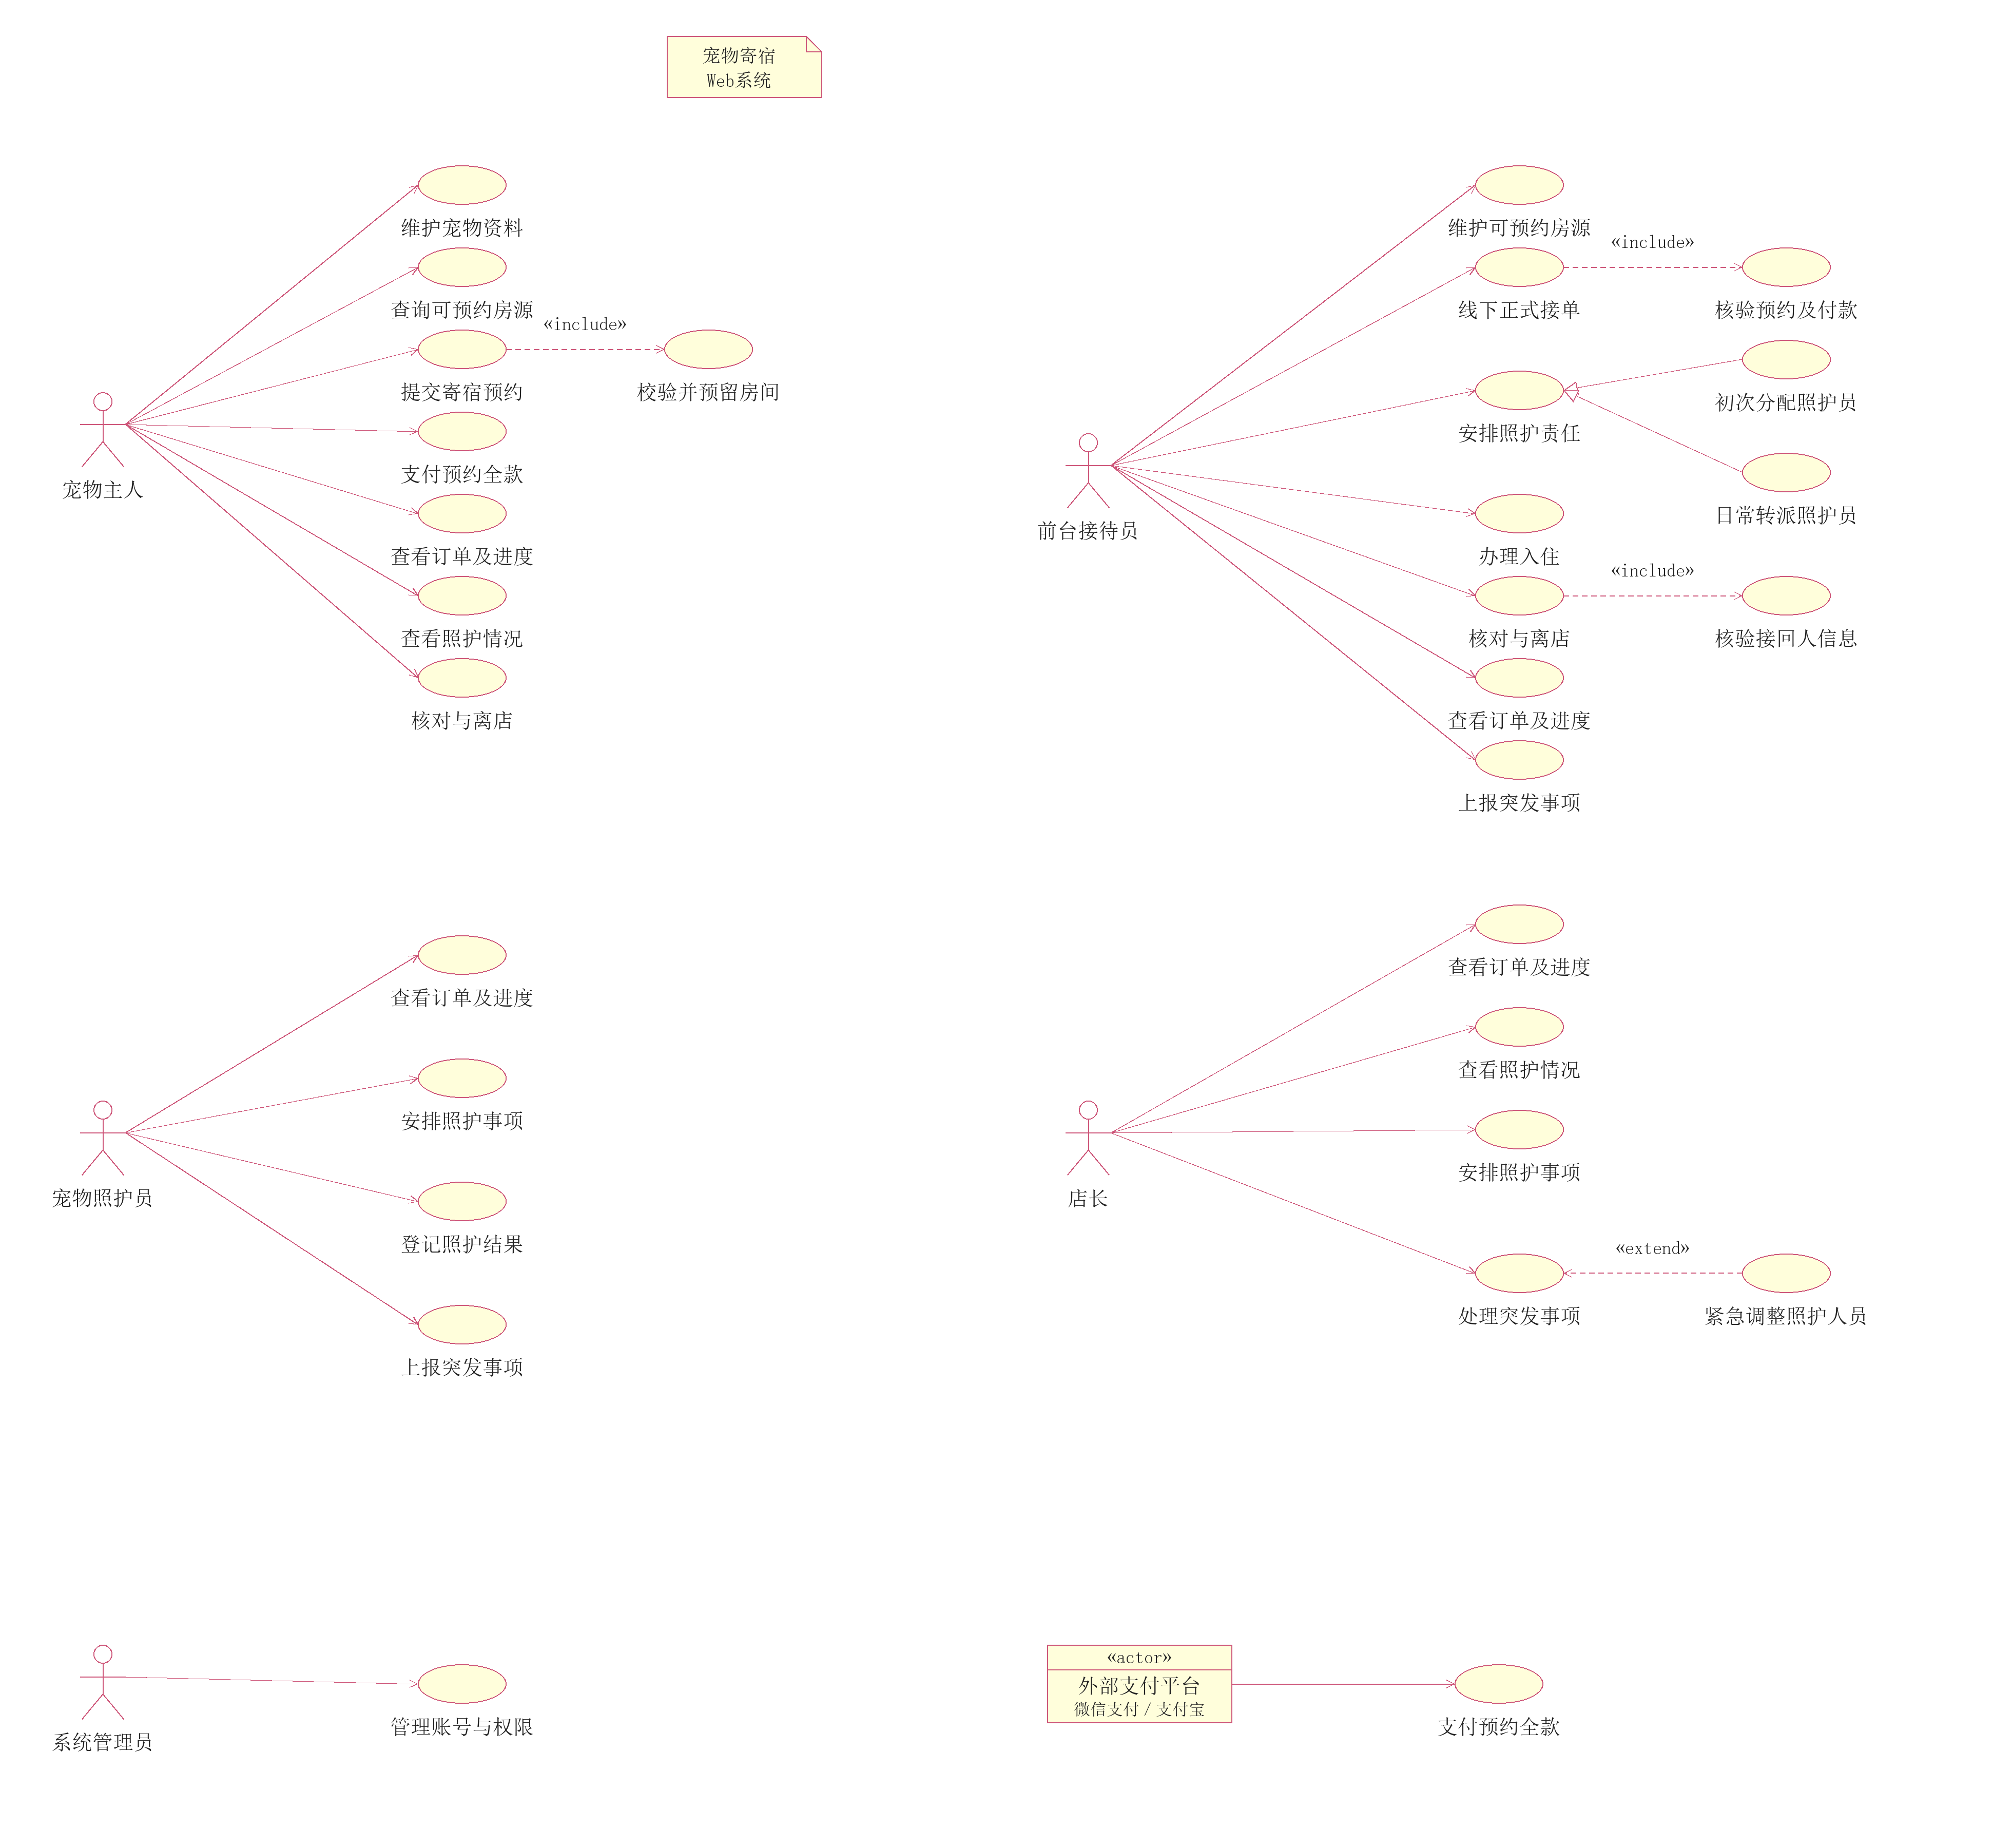 宠物寄宿
Web系统
维护宠物资料
查询可预约房源
«include»
提交寄宿预约
校验并预留房间
支付预约全款
宠物主人
查看订单及进度
查看照护情况
核对与离店
维护可预约房源
«include»
线下正式接单
核验预约及付款
安排照护责任
初次分配照护员
日常转派照护员
前台接待员
办理入住
«include»
核对与离店
核验接回人信息
查看订单及进度
上报突发事项
查看订单及进度
安排照护事项
宠物照护员
登记照护结果
上报突发事项
查看订单及进度
查看照护情况
安排照护事项
店长
«extend»
处理突发事项
紧急调整照护人员
系统管理员
管理账号与权限
«actor»
外部支付平台
微信支付 / 支付宝
支付预约全款